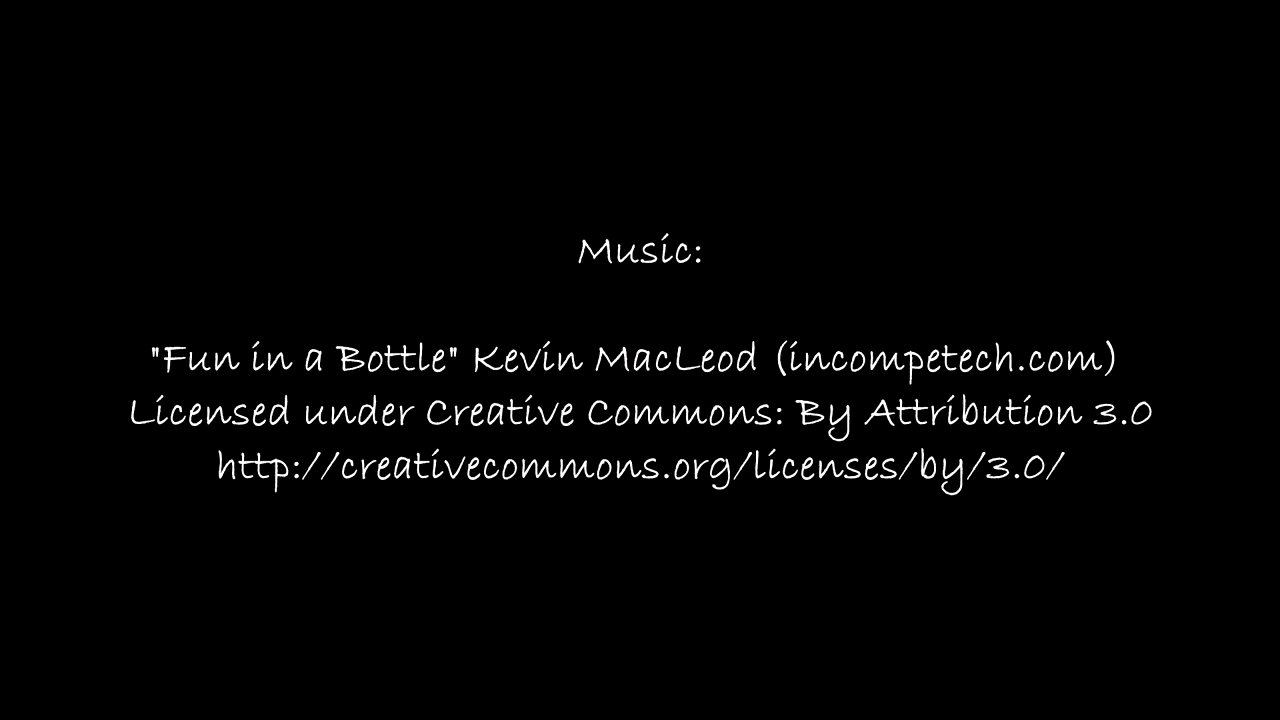 Music:
"Fun in a Bottle" Kevin MacLeod (incompetech.com)
Licensed under Creative Commons: By Attribution 3.0
http://creativecommons.org/licenses/by/3.0/